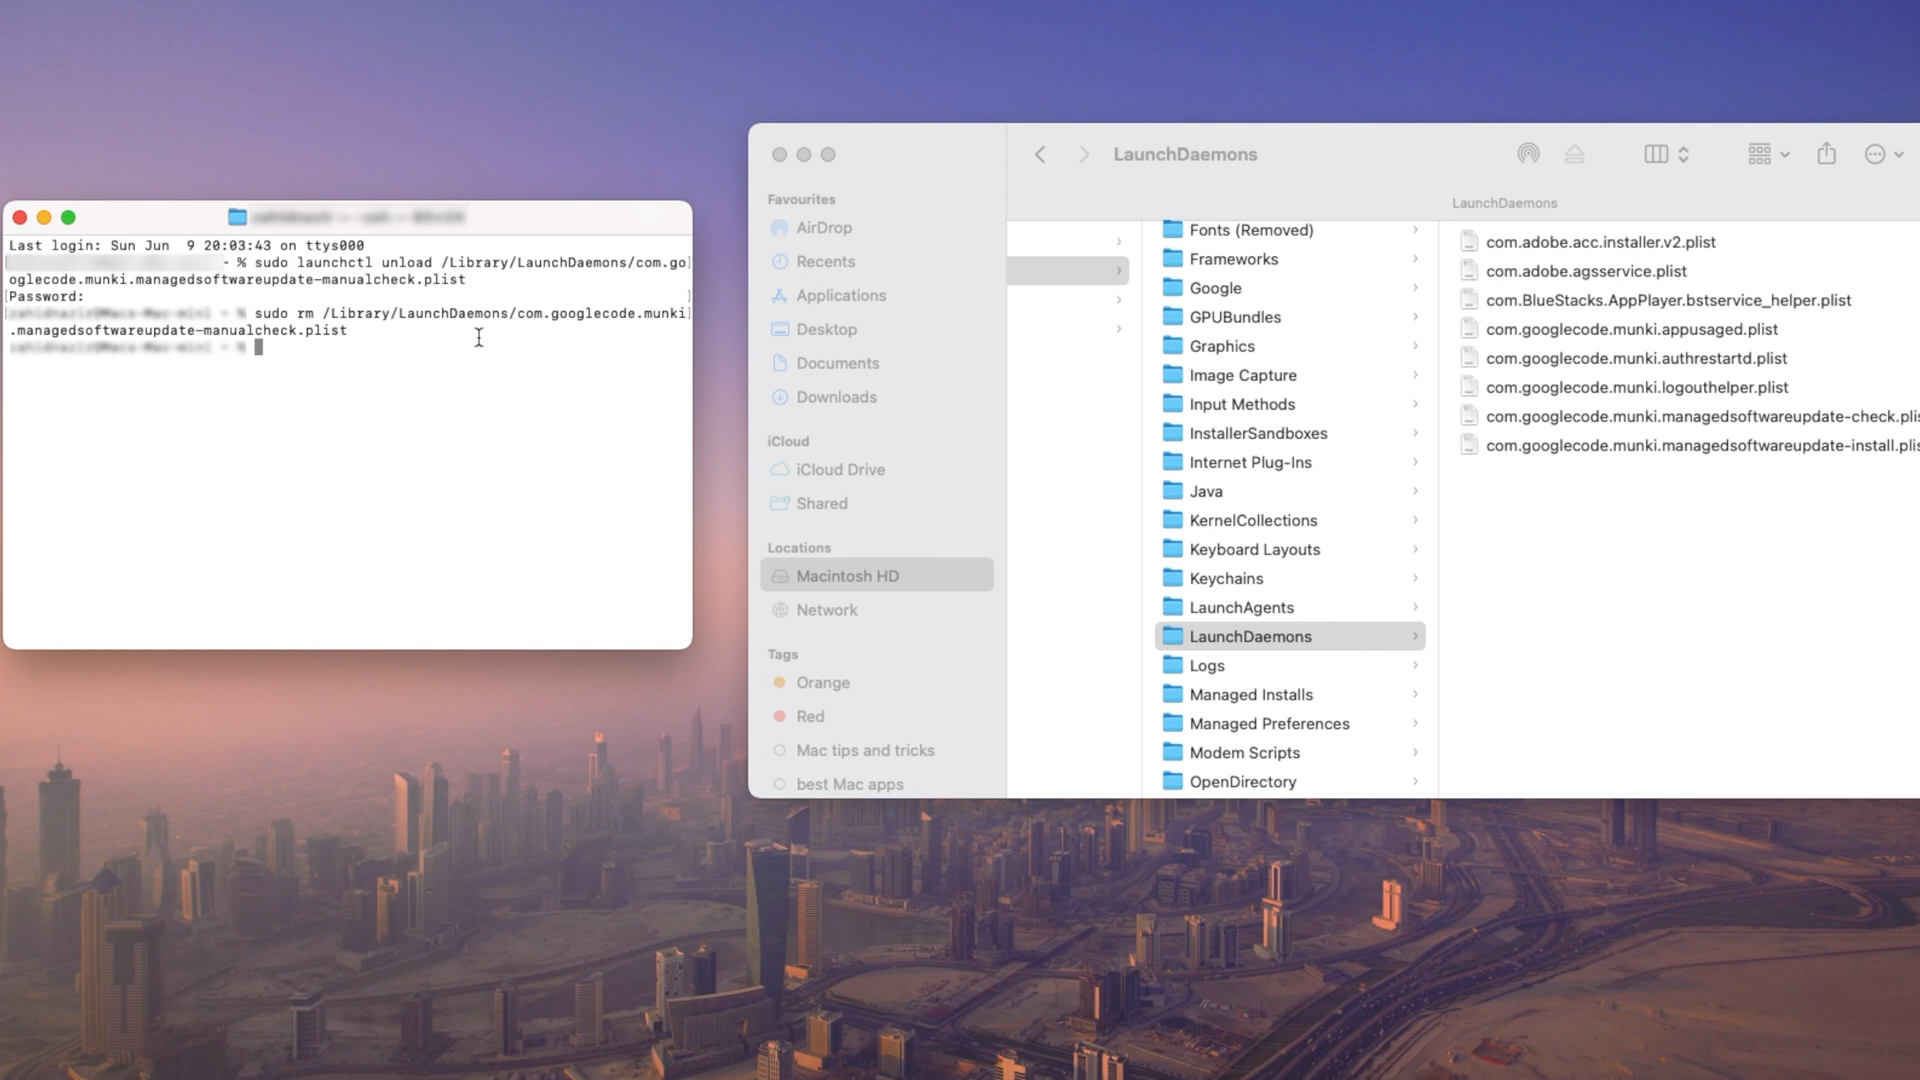 Last login: Sun Jun  9 20:03:43 on ttys000
~ % sudo launchctl unload /Library/LaunchDaemons/com.go
oglecode.munki.managedsoftwareupdate-manualcheck.plist
Password:
sudo rm /Library/LaunchDaemons/com.googlecode.munki
.managedsoftwareupdate-manualcheck.plist
LaunchDaemons
Favourites
AirDrop
Recents
Applications
Desktop
Documents
Downloads
iCloud
iCloud Drive
Shared
Locations
Macintosh HD
Network
Tags
Orange
Red
Mac tips and tricks
best Mac apps
Fonts (Removed)
Frameworks
Google
GPUBundles
Graphics
Image Capture
Input Methods
InstallerSandboxes
Internet Plug-Ins
Java
KernelCollections
Keyboard Layouts
Keychains
LaunchAgents
LaunchDaemons
Logs
Managed Installs
Managed Preferences
Modem Scripts
OpenDirectory
LaunchDaemons
com.adobe.acc.installer.v2.plist
com.adobe.agsservice.plist
com.BlueStacks.AppPlayer.bstservice_helper.plist
com.googlecode.munki.appusaged.plist
com.googlecode.munki.authrestartd.plist
com.googlecode.munki.logouthelper.plist
com.googlecode.munki.managedsoftwareupdate-check.plis
com.googlecode.munki.managedsoftwareupdate-install.plis